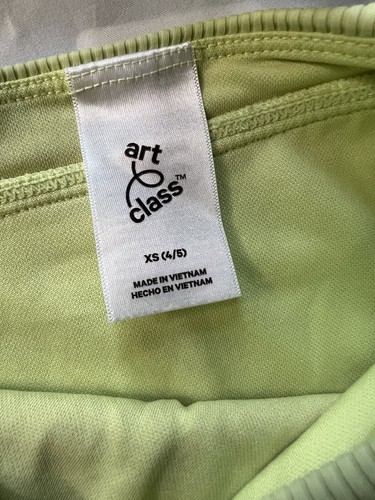 art
class™
XS (4/5)
MADE IN VIETNAM
HECHO EN VIETNAM